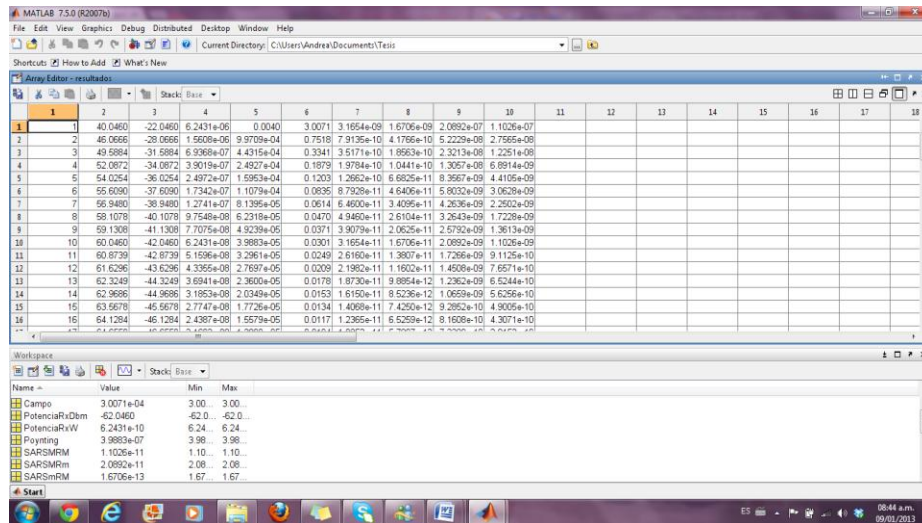 MATLAB 7.5.0 (R2007b)
File Edit View Graphics Debug Distributed Desktop Window Help
Current Directory: C:\Users\Andrea\Documents\Tesis
Shortcuts How to Add What's New
Array Editor - resultados
Stack: Base
1 2 3 4 5 6 7 8 9 10 11 12 13 14 15 16 17 18
1 1 40.0460 -22.0460 6.2431e-06 0.0040 3.0071 3.1654e-09 1.6706e-09 2.0892e-07 1.1026e-07
2 2 46.0666 -28.0666 1.5608e-06 9.9709e-04 0.7518 7.9135e-10 4.1766e-10 5.2229e-08 2.7565e-08
3 3 49.5884 -31.5884 6.9368e-07 4.4315e-04 0.3341 3.5171e-10 1.8563e-10 2.3213e-08 1.2251e-08
4 4 52.0872 -34.0872 3.9019e-07 2.4927e-04 0.1879 1.9784e-10 1.0441e-10 1.3057e-08 6.8914e-09
5 5 54.0254 -36.0254 2.4972e-07 1.5953e-04 0.1203 1.2662e-10 6.6825e-11 8.3567e-09 4.4105e-09
6 6 55.6090 -37.6090 1.7342e-07 1.1079e-04 0.0835 8.7928e-11 4.6406e-11 5.8032e-09 3.0628e-09
7 7 56.9480 -38.9480 1.2741e-07 8.1395e-05 0.0614 6.4600e-11 3.4095e-11 4.2636e-09 2.2502e-09
8 8 58.1078 -40.1078 9.7548e-08 6.2318e-05 0.0470 4.9460e-11 2.6104e-11 3.2643e-09 1.7228e-09
9 9 59.1308 -41.1308 7.7075e-08 4.9239e-05 0.0371 3.9079e-11 2.0625e-11 2.5792e-09 1.3613e-09
10 10 60.0460 -42.0460 6.2431e-08 3.9883e-05 0.0301 3.1654e-11 1.6706e-11 2.0892e-09 1.1026e-09
11 11 60.8739 -42.8739 5.1596e-08 3.2961e-05 0.0249 2.6160e-11 1.3807e-11 1.7266e-09 9.1125e-10
12 12 61.6296 -43.6296 4.3355e-08 2.7697e-05 0.0209 2.1982e-11 1.1602e-11 1.4508e-09 7.6571e-10
13 13 62.3249 -44.3249 3.6941e-08 2.3600e-05 0.0178 1.8730e-11 9.8854e-12 1.2362e-09 6.5244e-10
14 14 62.9686 -44.9686 3.1853e-08 2.0349e-05 0.0153 1.6150e-11 8.5236e-12 1.0659e-09 5.6256e-10
15 15 63.5678 -45.5678 2.7747e-08 1.7726e-05 0.0134 1.4068e-11 7.4250e-12 9.2852e-10 4.9005e-10
16 16 64.1284 -46.1284 2.4387e-08 1.5579e-05 0.0117 1.2365e-11 6.5259e-12 8.1608e-10 4.3071e-10
Workspace
Stack: Base
Name Value Min Max
Campo 3.0071e-04 3.00... 3.00...
PotenciaRxDbm -62.0460 -62.0... -62.0...
PotenciaRxW 6.2431e-10 6.24... 6.24...
Poynting 3.9883e-07 3.98... 3.98...
SARSMRM 1.1026e-11 1.10... 1.10...
SARSMRm 2.0892e-11 2.08... 2.08...
SARSmRM 1.6706e-13 1.67... 1.67...
Start
ES 08:44 a.m.
09/01/2013